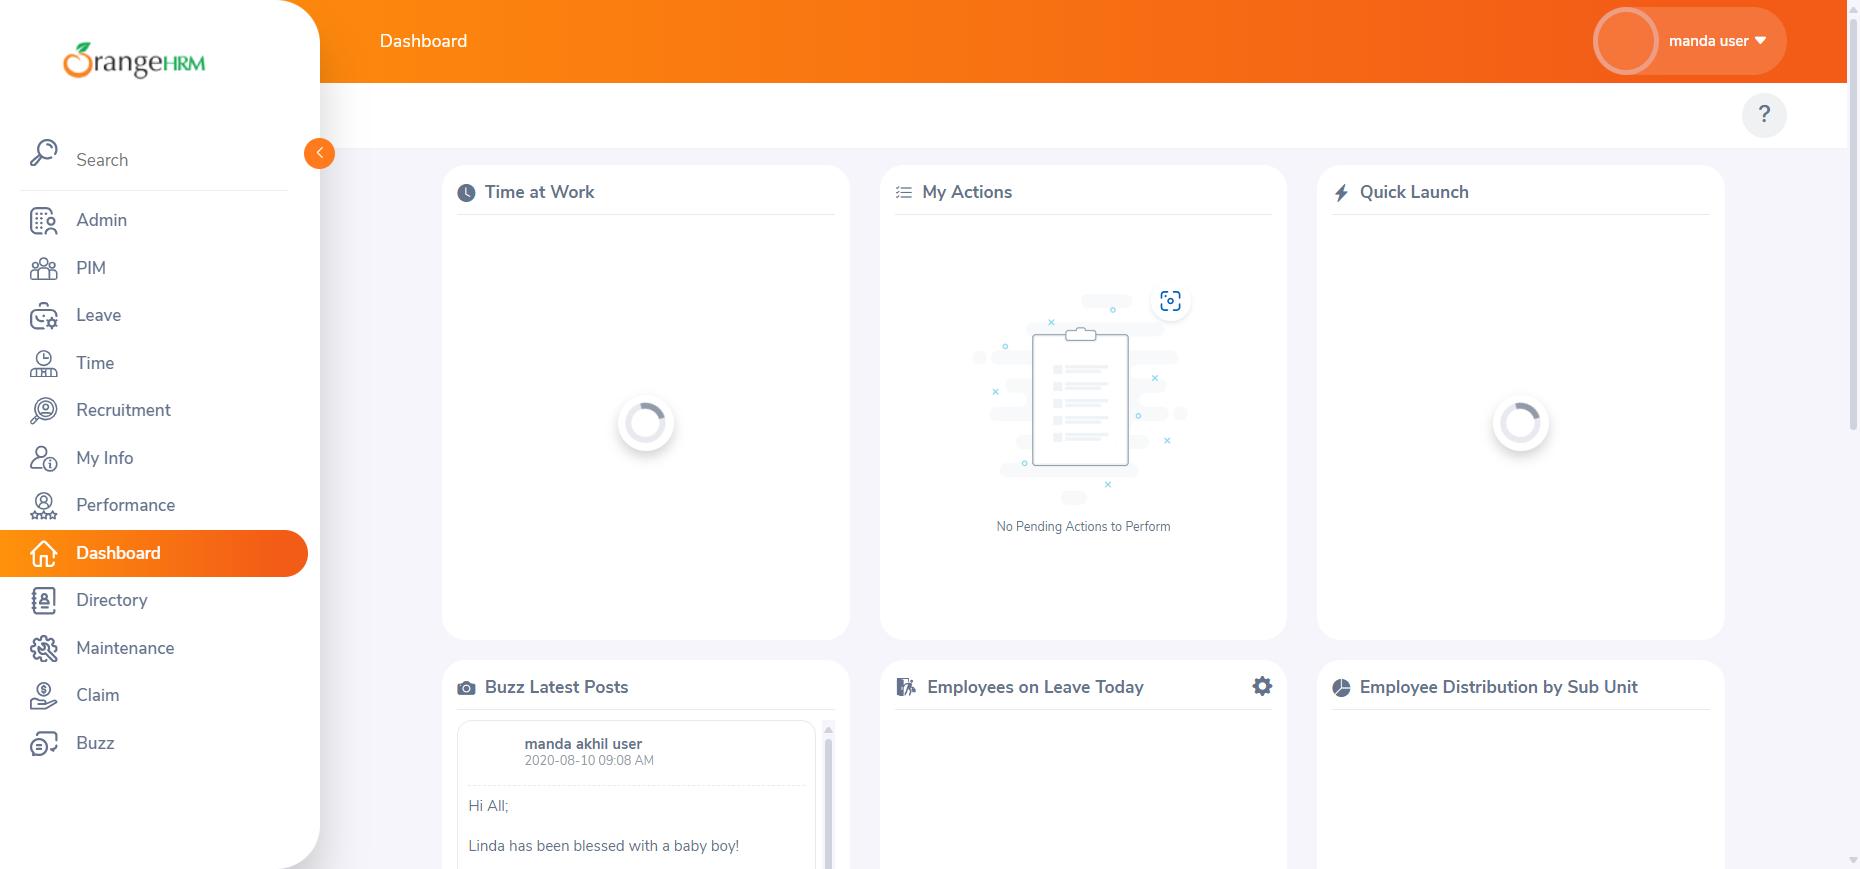 OrangeHRM
Dashboard
manda user
?
Search
Admin
PIM
Leave
Time
Recruitment
My Info
Performance
Dashboard
Directory
Maintenance
Claim
Buzz
Time at Work
My Actions
No Pending Actions to Perform
Quick Launch
Buzz Latest Posts
manda akhil user
2020-08-10 09:08 AM
Hi All;
Linda has been blessed with a baby boy!
Employees on Leave Today
Employee Distribution by Sub Unit